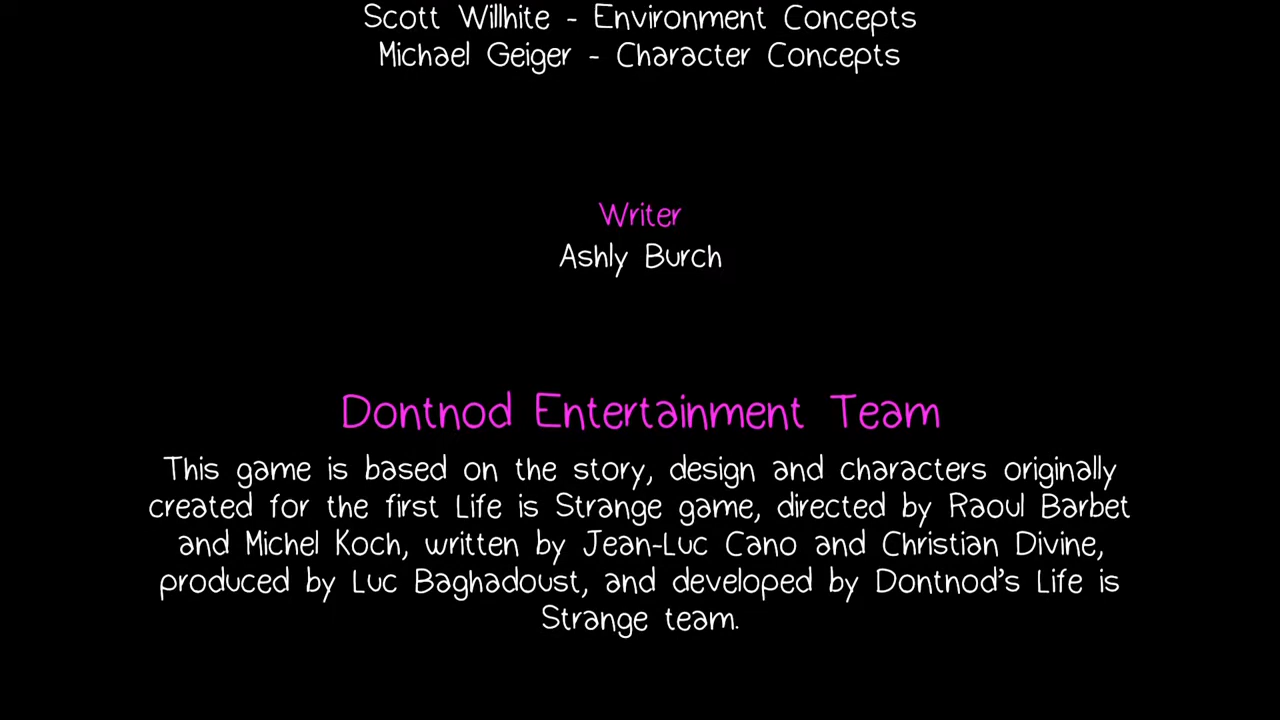 Scott Willhite - Environment Concepts
Michael Geiger - Character Concepts
Writer
Ashly Burch
Dontnod Entertainment Team
This game is based on the story, design and characters originally
created for the first Life is Strange game, directed by Raoul Barbet
and Michel Koch, written by Jean-Luc Cano and Christian Divine,
produced by Luc Baghadoust, and developed by Dontnod's Life is
Strange team.